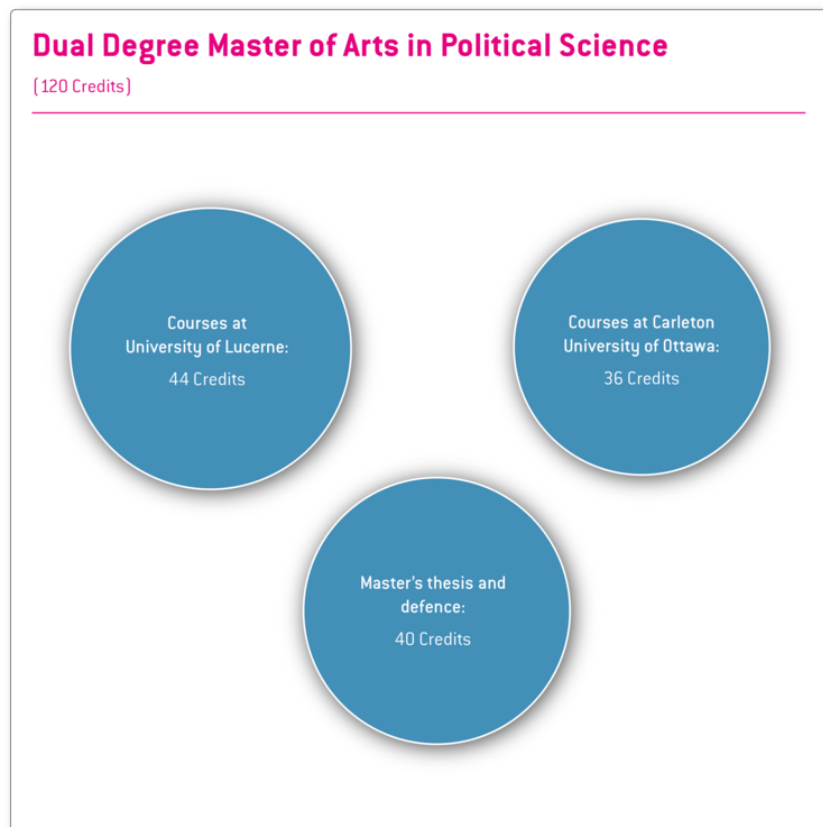 Dual Degree Master of Arts in Political Science
(120 Credits)
Courses at
University of Lucerne:
44 Credits
Courses at Carleton
University of Ottawa:
36 Credits
Master's thesis and
defence:
40 Credits